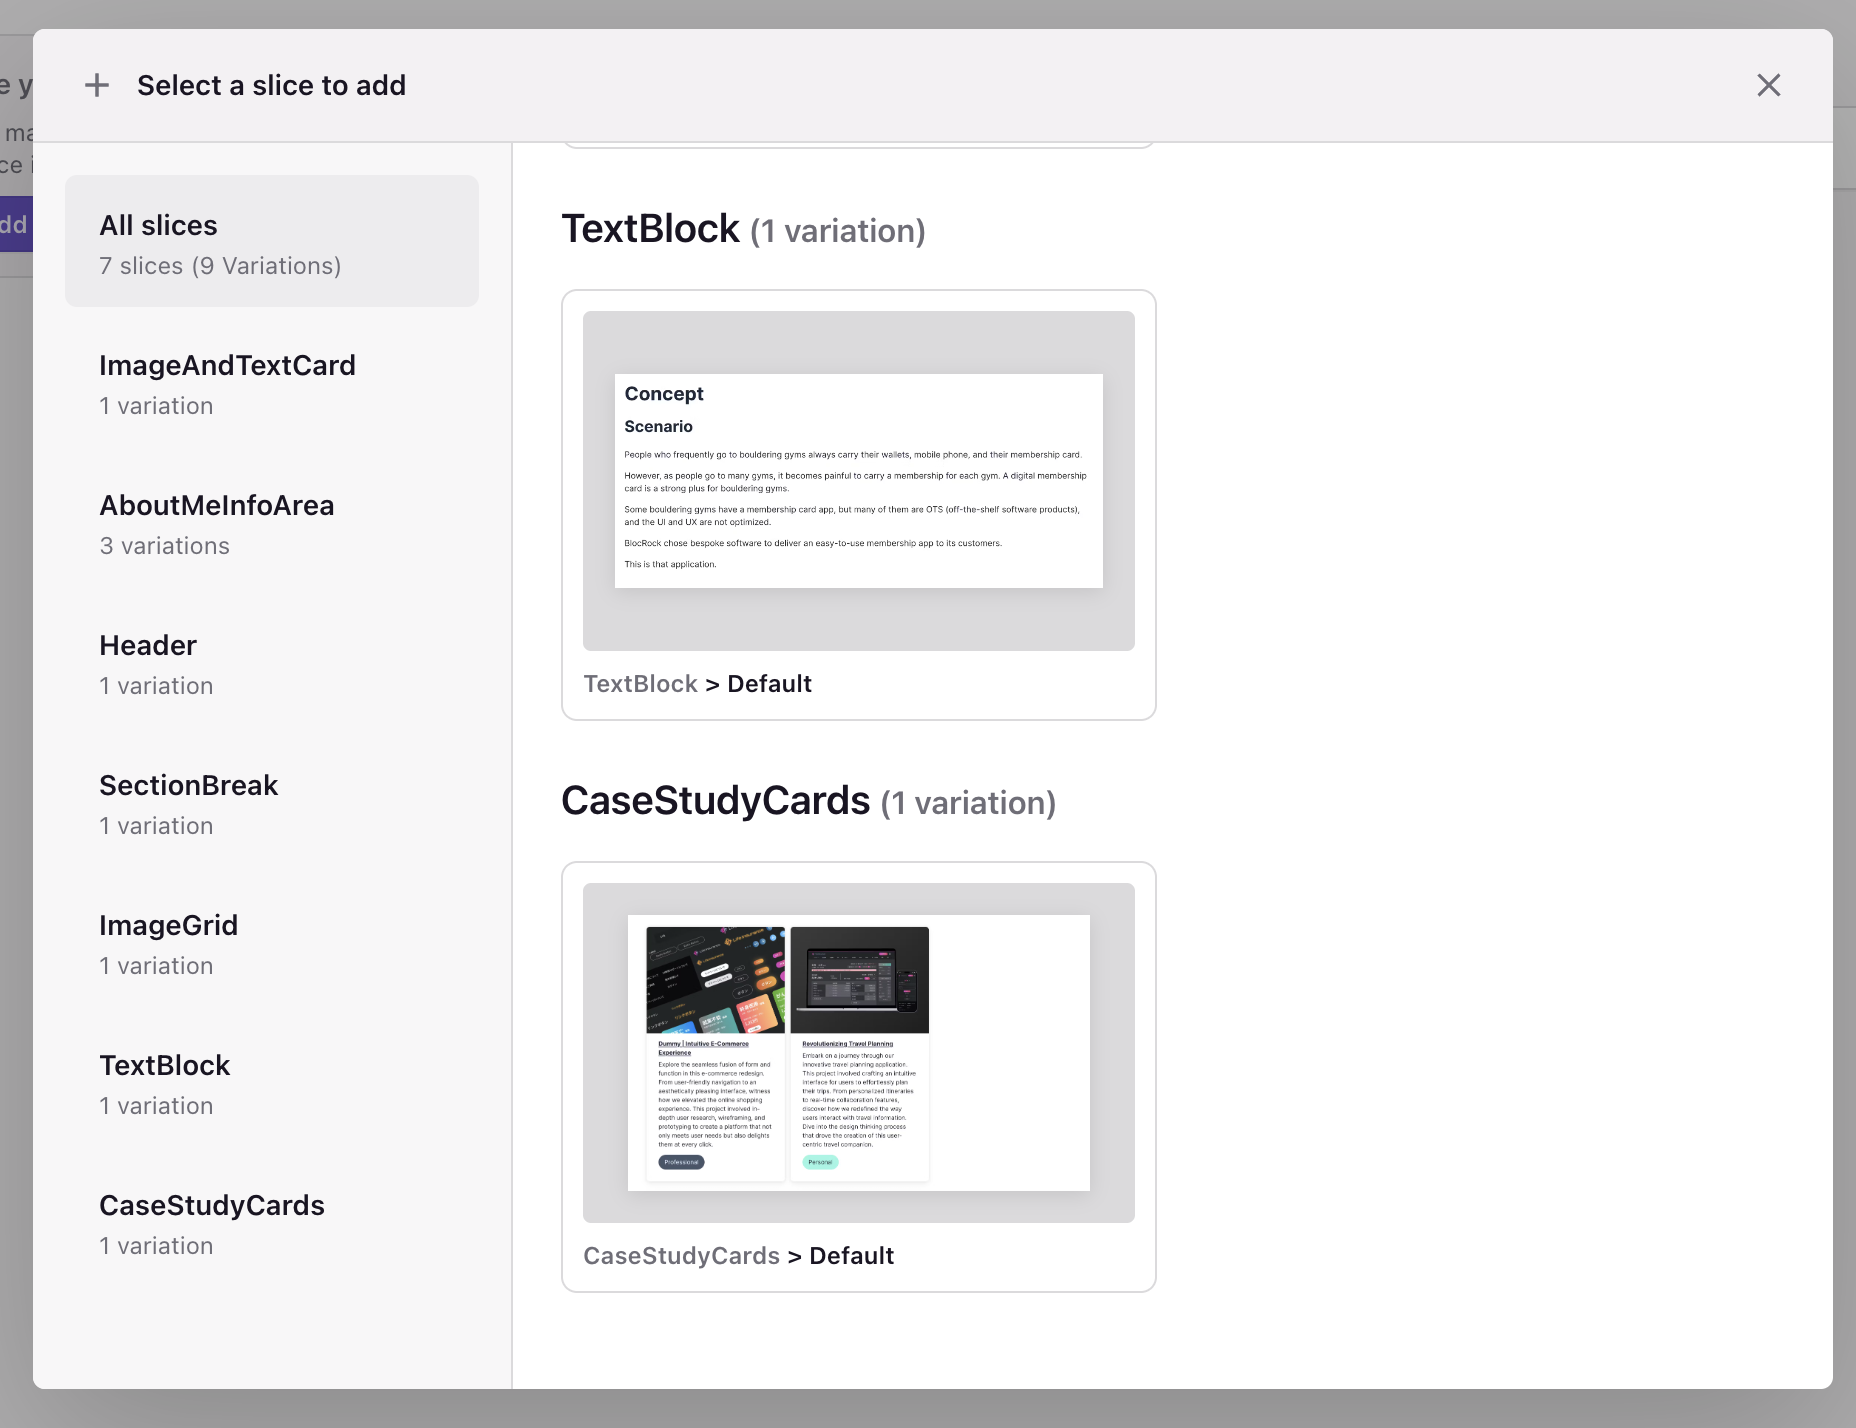 e y
ma
ce i
dd
Select a slice to add
All slices
7 slices (9 Variations)
ImageAndTextCard
1 variation
AboutMeInfoArea
3 variations
Header
1 variation
SectionBreak
1 variation
ImageGrid
1 variation
TextBlock
1 variation
CaseStudyCards
1 variation
TextBlock (1 variation)
Concept
Scenario
People who frequently go to bouldering gyms always carry their wallets, mobile phone, and their membership card.
However, as people go to many gyms, it becomes painful to carry a membership for each gym. A digital membership
card is a strong plus for bouldering gyms.
Some bouldering gyms have a membership card app, but many of them are OTS (off-the-shelf software products),
and the UI and UX are not optimized.
BlocRock chose bespoke software to deliver an easy-to-use membership app to its customers.
This is that application.
TextBlock > Default
CaseStudyCards (1 variation)
Dummy | Intuitive E-Commerce
Experience
Explore the seamless fusion of form and
function in this e-commerce redesign.
From user-friendly navigation to an
aesthetically pleasing interface, witness
how we elevated the online shopping
experience. This project involved in-
depth user research, wireframing, and
prototyping to create a platform that not
only meets user needs but also delights
them at every click.
Professional
Revolutionizing Travel Planning
Embark on a journey through our
innovative travel planning application.
This project involved crafting an intuitive
interface for users to effortlessly plan
their trips. From personalized itineraries
to real-time collaboration features,
discover how we redefined the way
users interact with travel information.
Dive into the design thinking process
that drove the creation of this user-
centric travel companion.
Personal
CaseStudyCards > Default